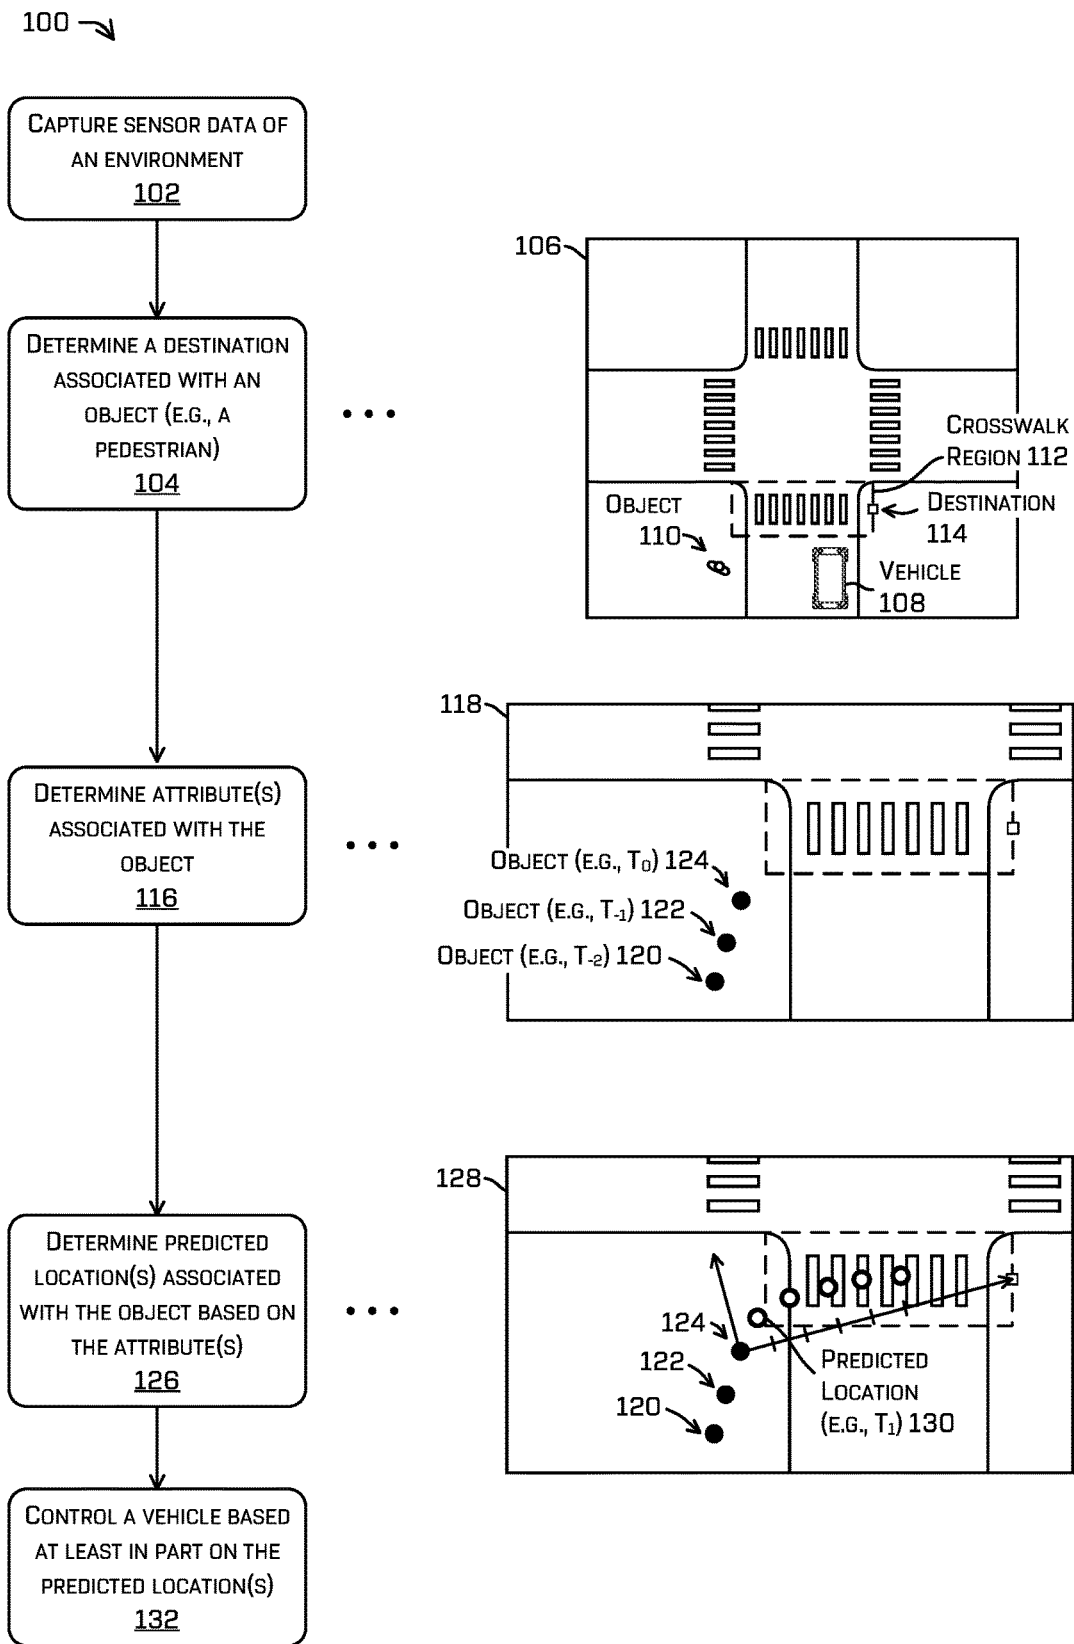 100
CAPTURE SENSOR DATA OF
AN ENVIRONMENT
102
106
DETERMINE A DESTINATION
ASSOCIATED WITH AN
OBJECT (E.G., A
PEDESTRIAN)
104
• • •
CROSSWALK
REGION 112
OBJECT
110
DESTINATION
114
VEHICLE
108
118
DETERMINE ATTRIBUTE(S)
ASSOCIATED WITH THE
OBJECT
116
• • •
OBJECT (E.G., T0) 124
OBJECT (E.G., T-1) 122
OBJECT (E.G., T-2) 120
128
DETERMINE PREDICTED
LOCATION(S) ASSOCIATED
WITH THE OBJECT BASED ON
THE ATTRIBUTE(S)
126
• • •
124
122
120
PREDICTED
LOCATION
(E.G., T1) 130
CONTROL A VEHICLE BASED
AT LEAST IN PART ON THE
PREDICTED LOCATION(S)
132